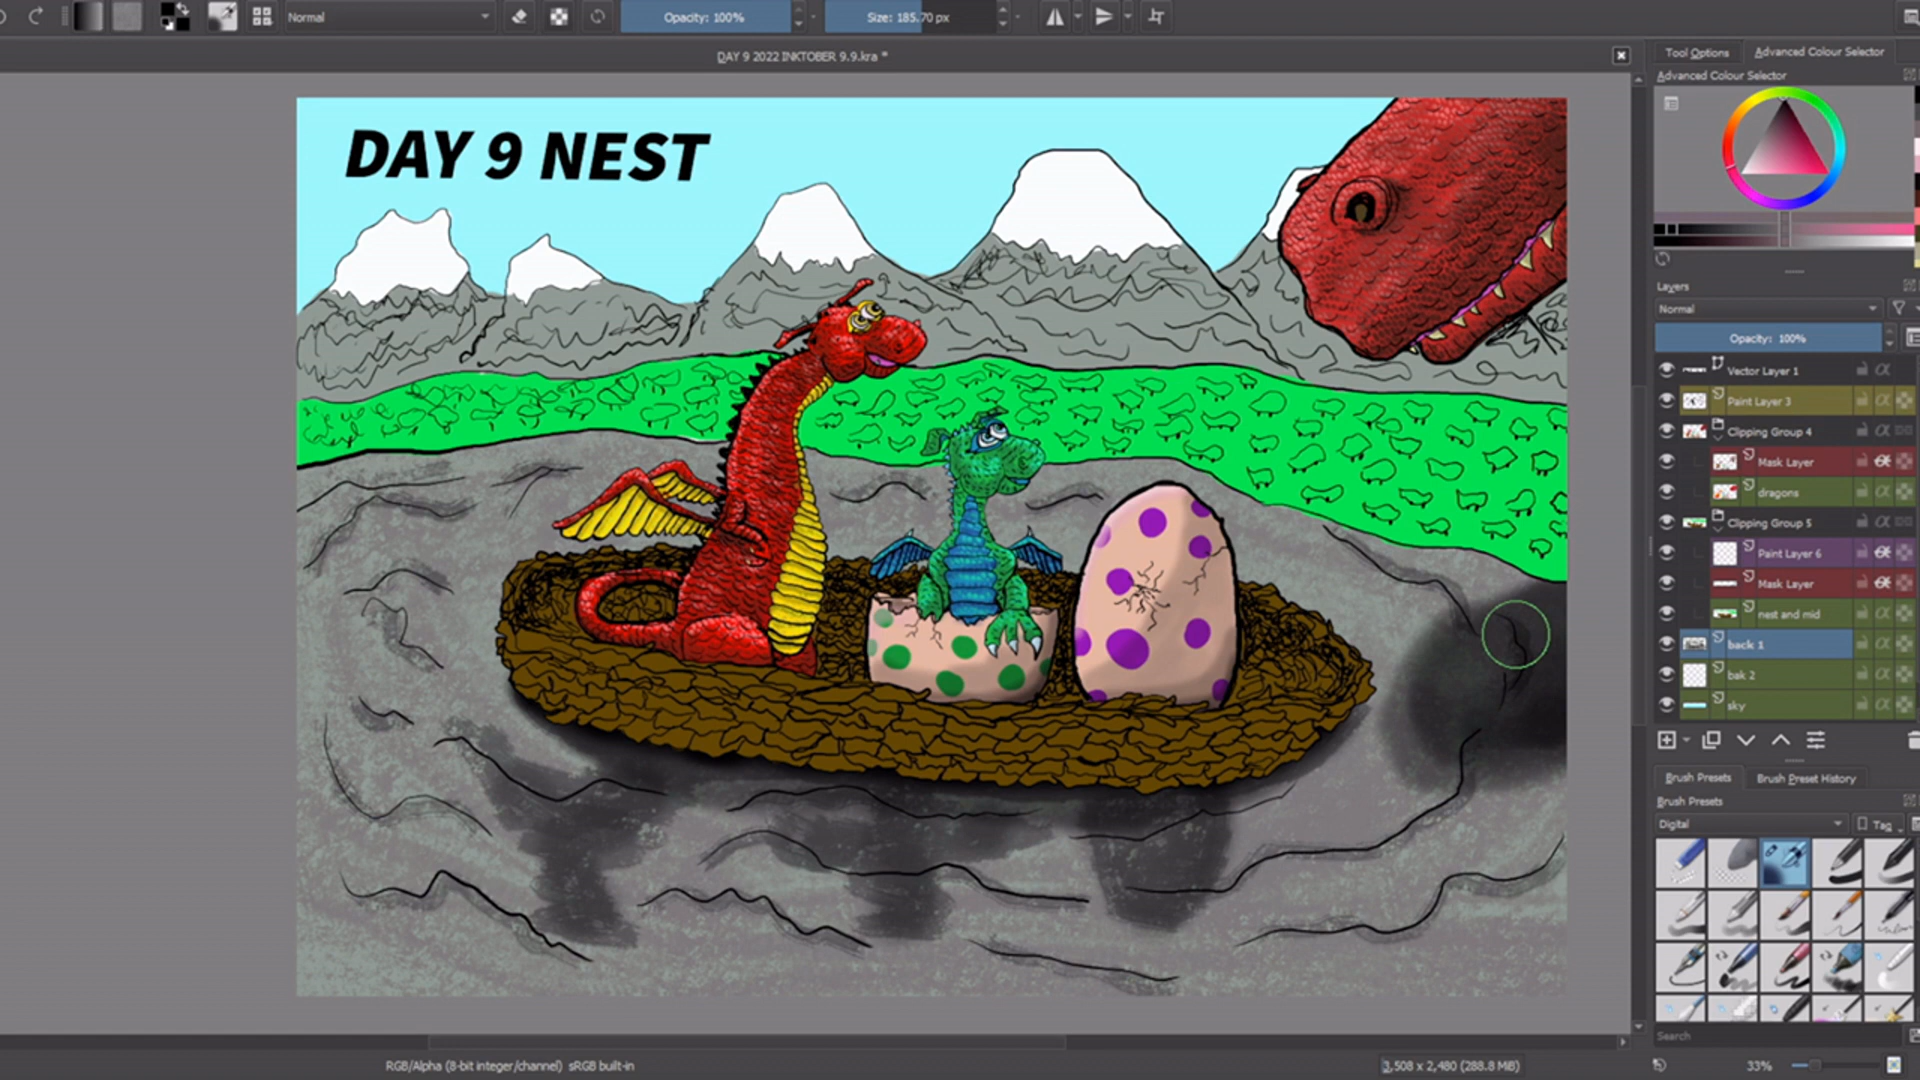 Normal
Opacity: 100%
Size: 185.70 px
DAY 9 2022 INKTOBER 9.9.kra *
Tool Options
Advanced Colour Selector
Advanced Colour Selector
DAY 9 NEST
Layers
Normal
Opacity: 100%
Vector Layer 1
Paint Layer 3
Clipping Group 4
Mask Layer
dragons
Clipping Group 5
Paint Layer 6
Mask Layer
nest and mid
back 1
bak 2
sky
Brush Presets
Brush Preset History
Brush Presets
Digital
Tag
Search
RGB/Alpha (8-bit integer/channel) sRGB built-in
3,508 x 2,480 (288.8 MiB)
33%